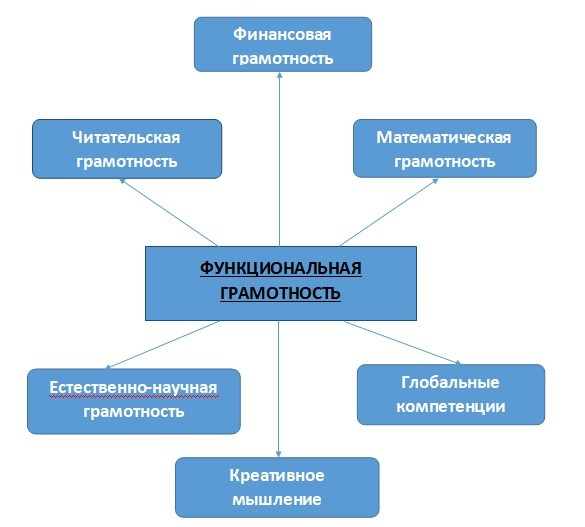 Финансовая
грамотность
Читательская
грамотность
Математическая
грамотность
ФУНКЦИОНАЛЬНАЯ
ГРАМОТНОСТЬ
Естественно-научная
грамотность
Глобальные
компетенции
Креативное
мышление